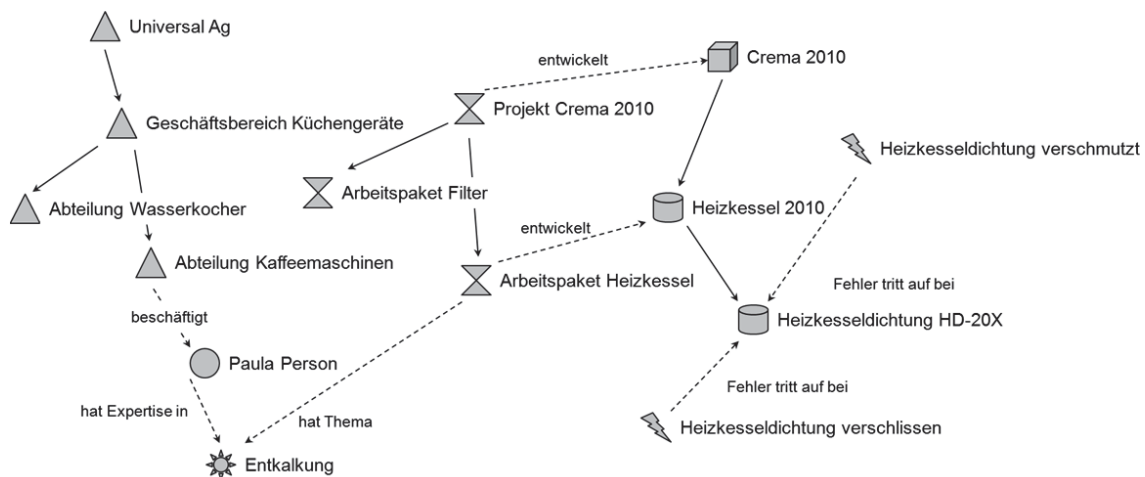 Universal Ag
Crema 2010
entwickelt
Projekt Crema 2010
Geschäftsbereich Küchengeräte
Heizkesseldichtung verschmutzt
Arbeitspaket Filter
Abteilung Wasserkocher
Heizkessel 2010
entwickelt
Abteilung Kaffeemaschinen
Arbeitspaket Heizkessel
Fehler tritt auf bei
beschäftigt
Heizkesseldichtung HD-20X
Paula Person
Fehler tritt auf bei
hat Expertise in
hat Thema
Heizkesseldichtung verschlissen
Entkalkung